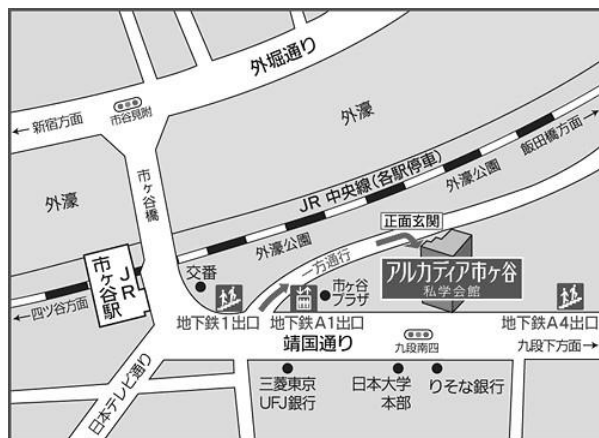 外堀通り
←新宿方面
市谷見附
外濠
飯田橋方面→
市ヶ谷橋
JR 中央線(各駅停車)
外濠公園
外濠
正面玄関
外濠公園
一方通行
アルカディア市ヶ谷
私学会館
JR
市ヶ谷駅
交番
市ヶ谷
プラザ
←四ツ谷方面
地下鉄1出口
地下鉄A1出口
地下鉄A4出口
靖国通り
九段南四
九段下方面→
日本テレビ通り
三菱東京
UFJ銀行
日本大学
本部
りそな銀行